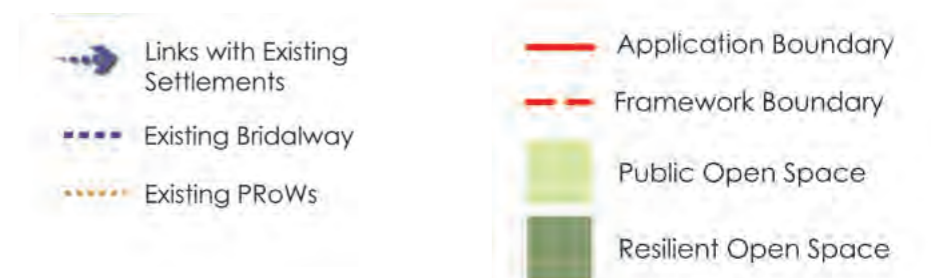 Links with Existing
Settlements
Existing Bridalway
Existing PRoWs
Application Boundary
Framework Boundary
Public Open Space
Resilient Open Space